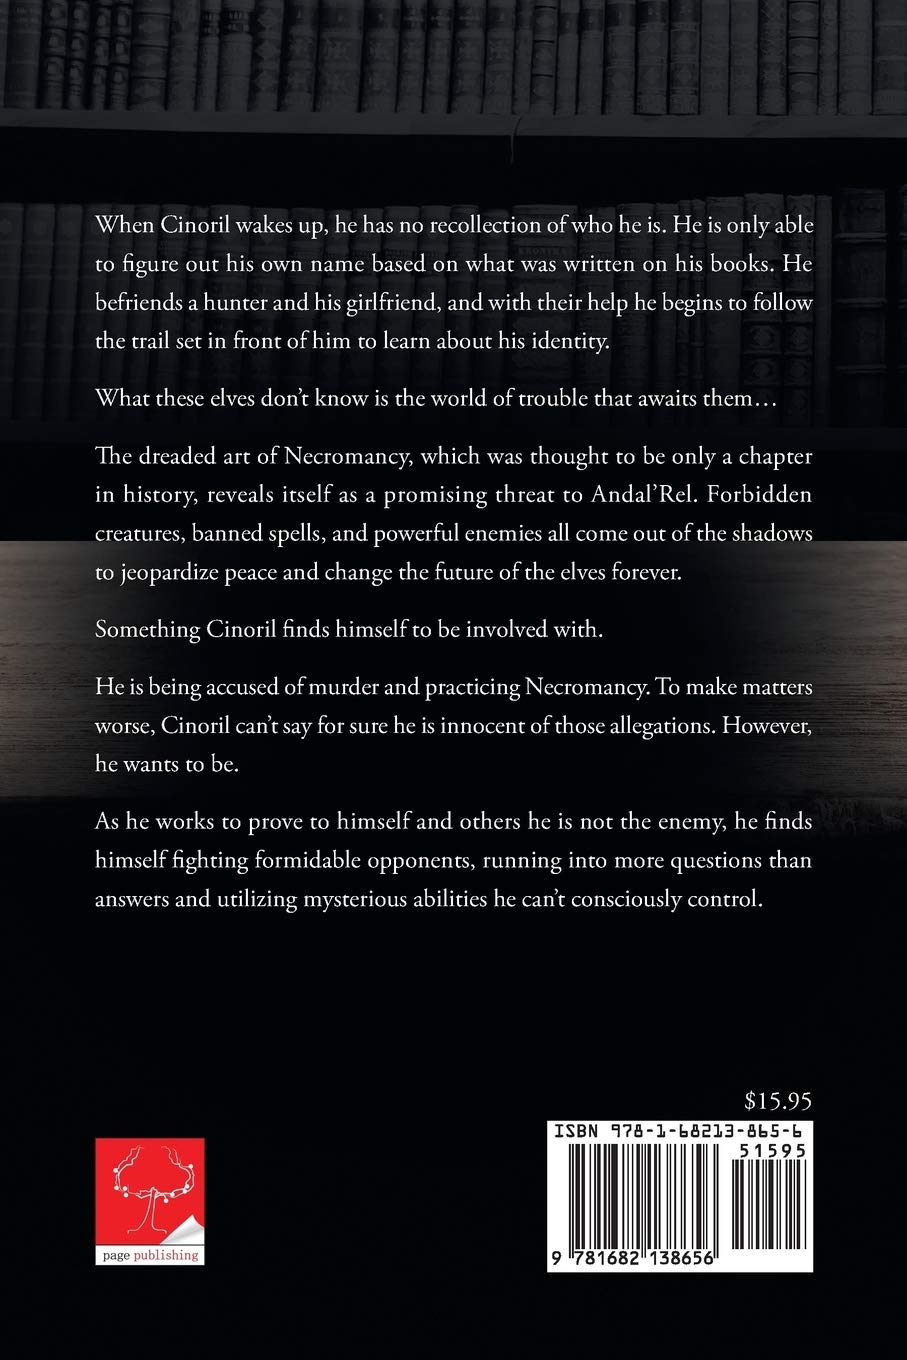 When Cinoril wakes up, he has no recollection of who he is. He is only able
to figure out his own name based on what was written on his books. He
befriends a hunter and his girlfriend, and with their help he begins to follow
the trail set in front of him to learn about his identity.
What these elves don't know is the world of trouble that awaits them…
The dreaded art of Necromancy, which was thought to be only a chapter
in history, reveals itself as a promising threat to Andal'Rel. Forbidden
creatures, banned spells, and powerful enemies all come out of the shadows
to jeopardize peace and change the future of the elves forever.
Something Cinoril finds himself to be involved with.
He is being accused of murder and practicing Necromancy. To make matters
worse, Cinoril can't say for sure he is innocent of those allegations. However,
he wants to be.
As he works to prove to himself and others he is not the enemy, he finds
himself fighting formidable opponents, running into more questions than
answers and utilizing mysterious abilities he can't consciously control.
$15.95
ISBN 978-1-68213-865-6
51595
9 781682 138656
page publishing